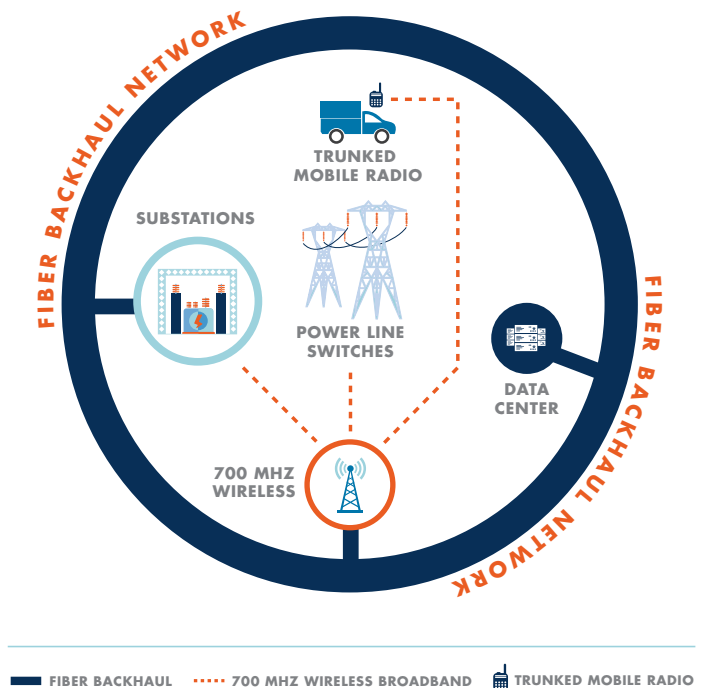 FIBER BACKHAUL NETWORK
TRUNKED
MOBILE RADIO
SUBSTATIONS
POWER LINE
SWITCHES
FIBER BACKHAUL NETWORK
DATA
CENTER
700 MHZ
WIRELESS
FIBER BACKHAUL
700 MHZ WIRELESS BROADBAND
TRUNKED MOBILE RADIO